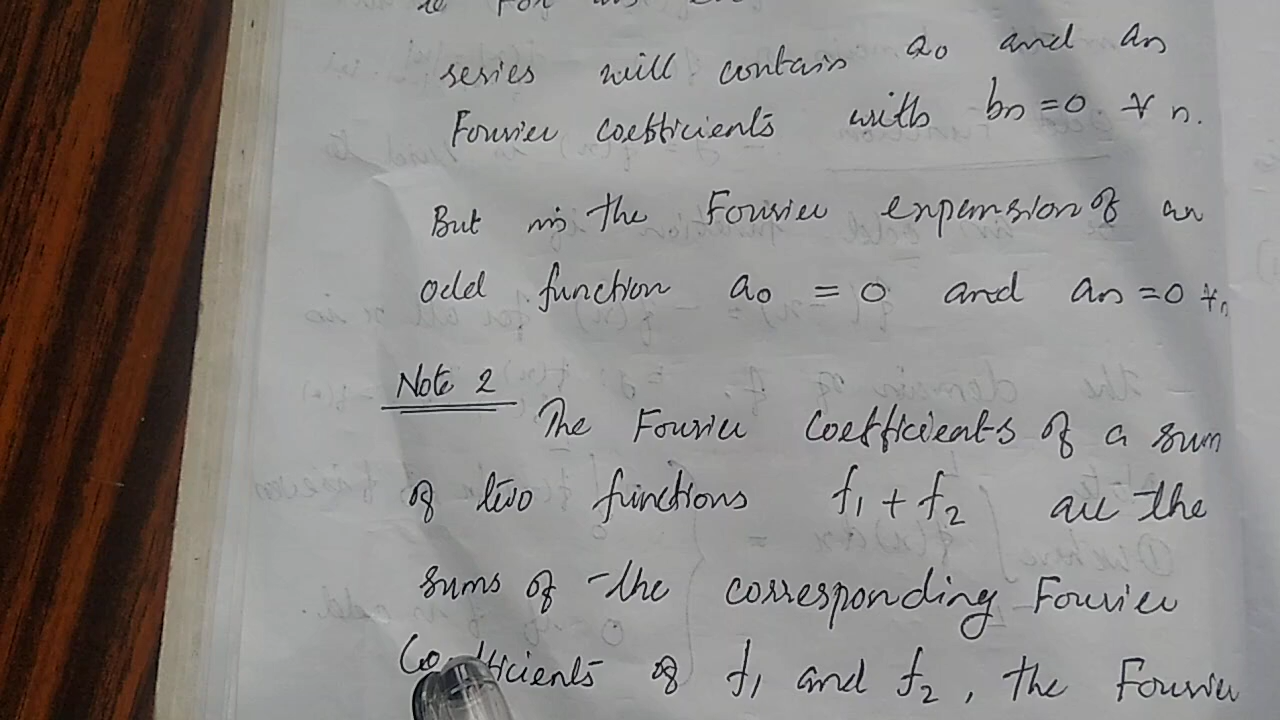 series will contain a₀ and aₙ
Fourier coefficients with bₙ = 0 ∀ n.
But in the Fourier expansion of an
odd function a₀ = 0 and aₙ = 0 ∀ n
Note 2
The Fourier Coefficients of a sum
of two functions f₁ + f₂ are the
sums of the corresponding Fourier
Coefficients of f₁ and f₂, the Fourier